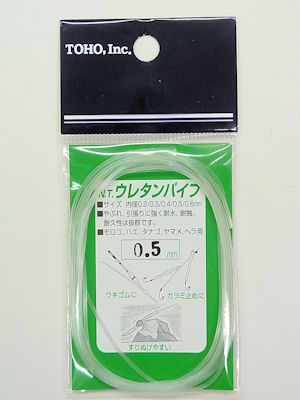 TOHO, Inc.
N.T.ウレタンパイプ
■サイズ 内径0.2/0.3/0.4/0.5/0.6mm
■やぶれ、引張りに強く耐水、耐蝕、
耐久性は抜群です。
■モロコ、ハエ、タナゴ、ヤマメ、ヘラ用
0.5 mm
ウキゴムに
カラミ止めに
すりぬけやすい